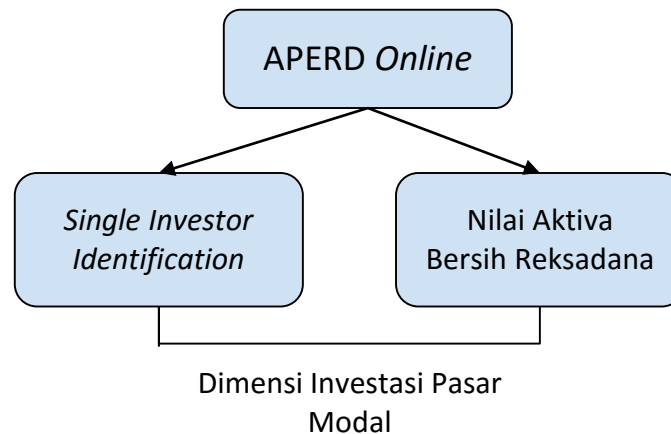 APERD Online
Single Investor
Identification
Nilai Aktiva
Bersih Reksadana
Dimensi Investasi Pasar
Modal